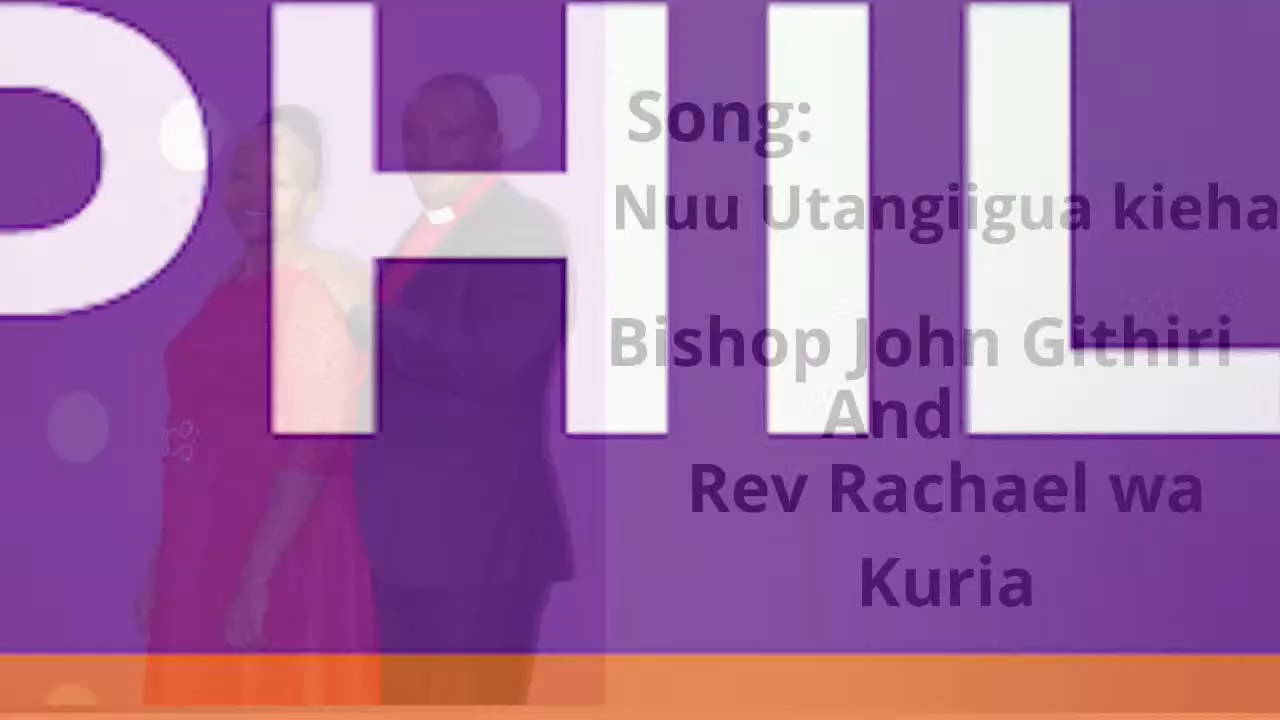 PHIL
Song:
Nuu Utangiigua kieha
Bishop John Githiri
And
Rev Rachael wa
Kuria